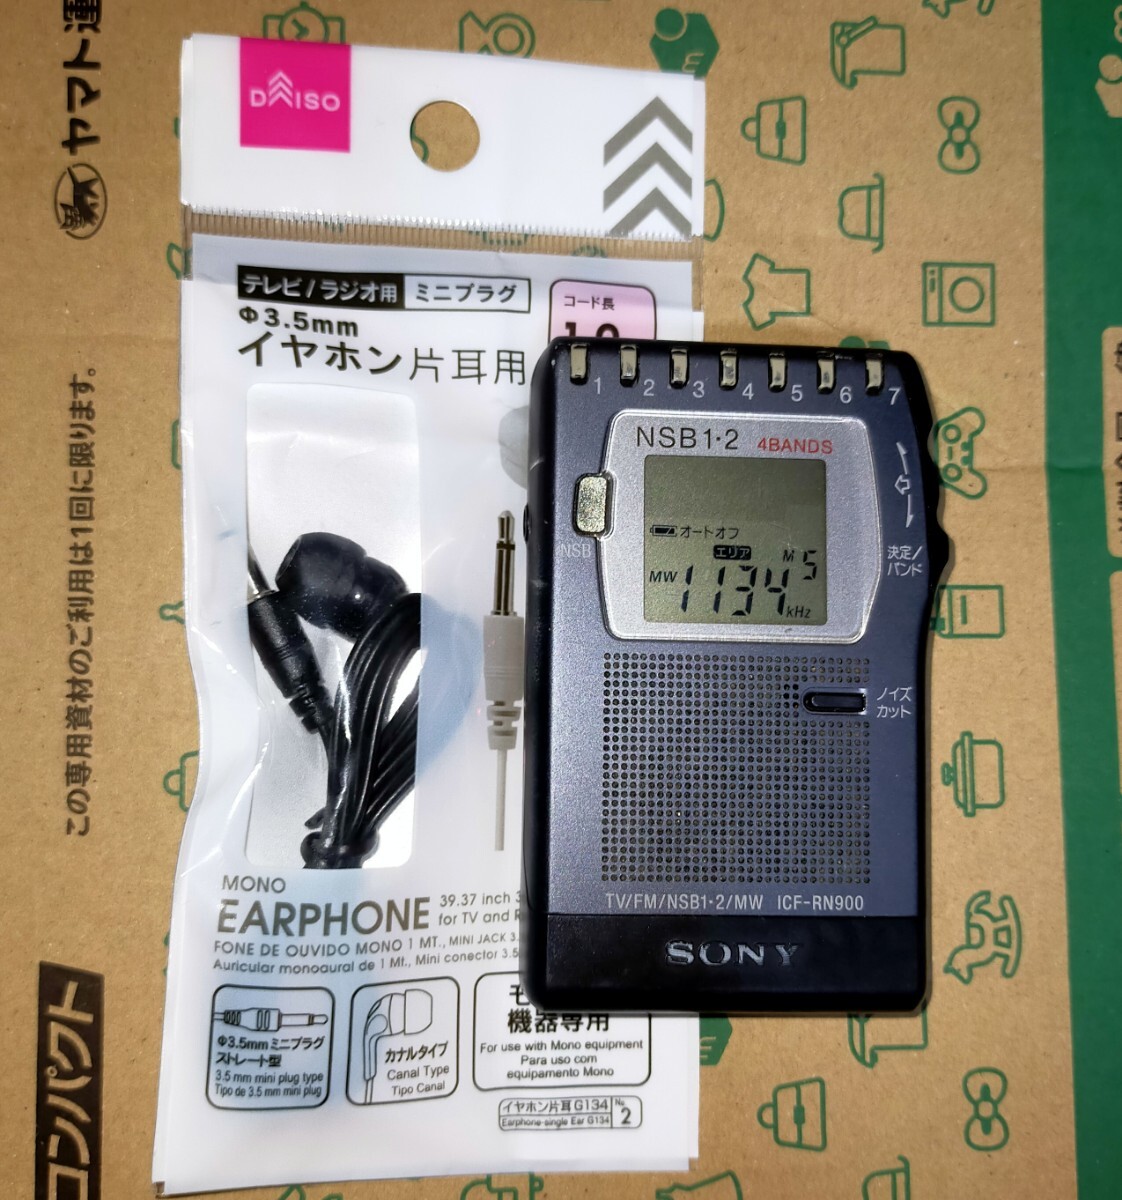 ヤマト運
この専用資材のご利用は1回に限ります。
コンパクト
DAISO
テレビ/ラジオ用 ミニプラグ
Φ3.5mm
イヤホン片耳用
コード長
MONO
EARPHONE
39.37 inch
for TV and
FONE DE OUVIDO MONO 1 MT., MINI JACK 3.
Auricular monoaural de 1 Mt., Mini conector 3.5
Φ3.5mmミニプラグ
ストレート型
3.5 mm mini plug type
Tipo de 3.5 mm mini plug
カナルタイプ
Canal Type
Tipo Canal
機器専用
For use with Mono equipment
Para uso com
equipamento Mono
イヤホン片耳 G134
Earphone-single Ear G134
No. 2
1 2 3 4 5 6 7
NSB1·2 4BANDS
NSB
オートオフ
エリア M 5
MW 1134 kHz
決定/
バンド
ノイズ
カット
TV/FM/NSB1·2/MW ICF-RN900
SONY